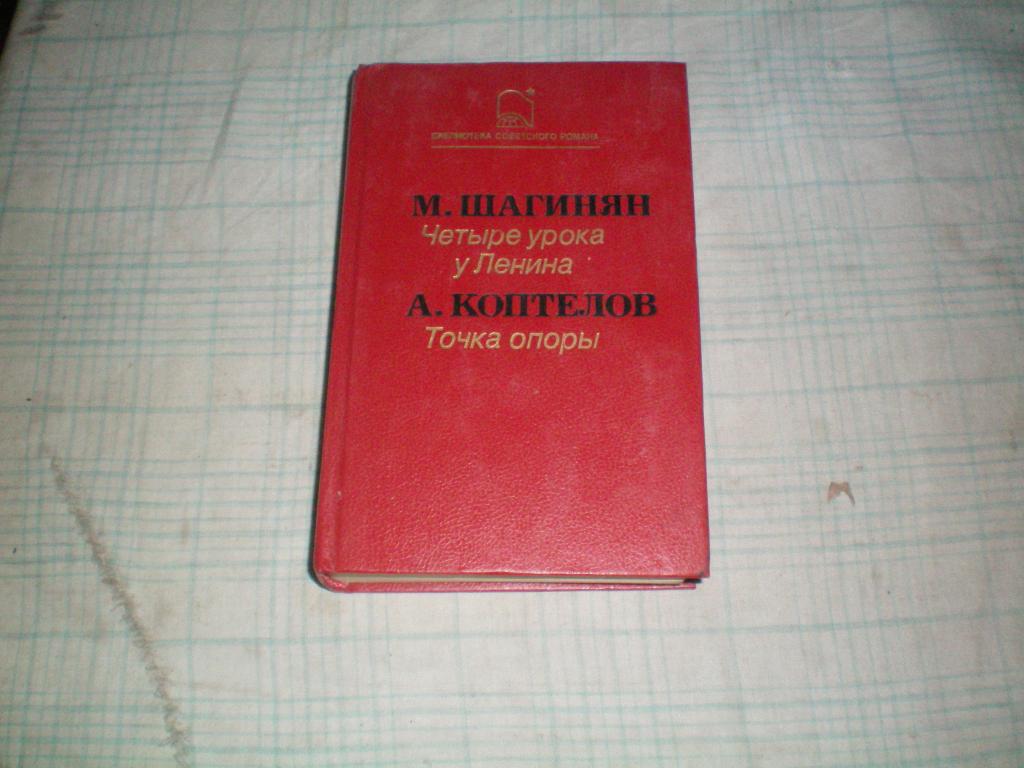 БИБЛИОТЕКА СОВЕТСКОГО РОМАНА
М. ШАГИНЯН
Четыре урока
у Ленина
А. КОПТЕЛОВ
Точка опоры